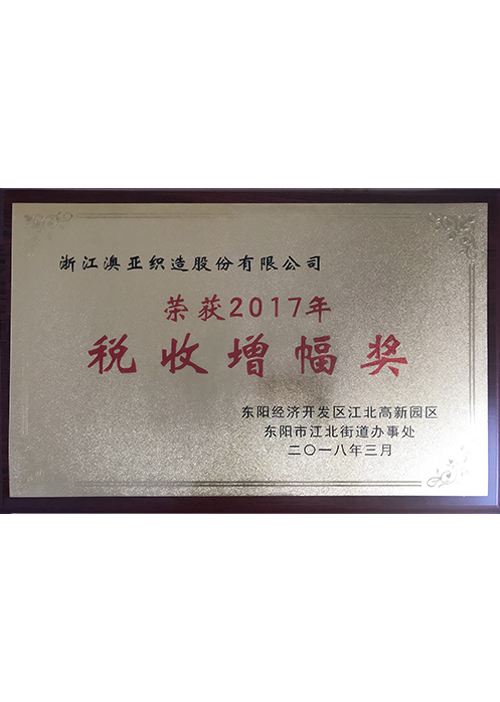 浙江澳亚织造股份有限公司
荣获2017年
税收增幅奖
东阳经济开发区江北高新园区
东阳市江北街道办事处
二〇一八年三月